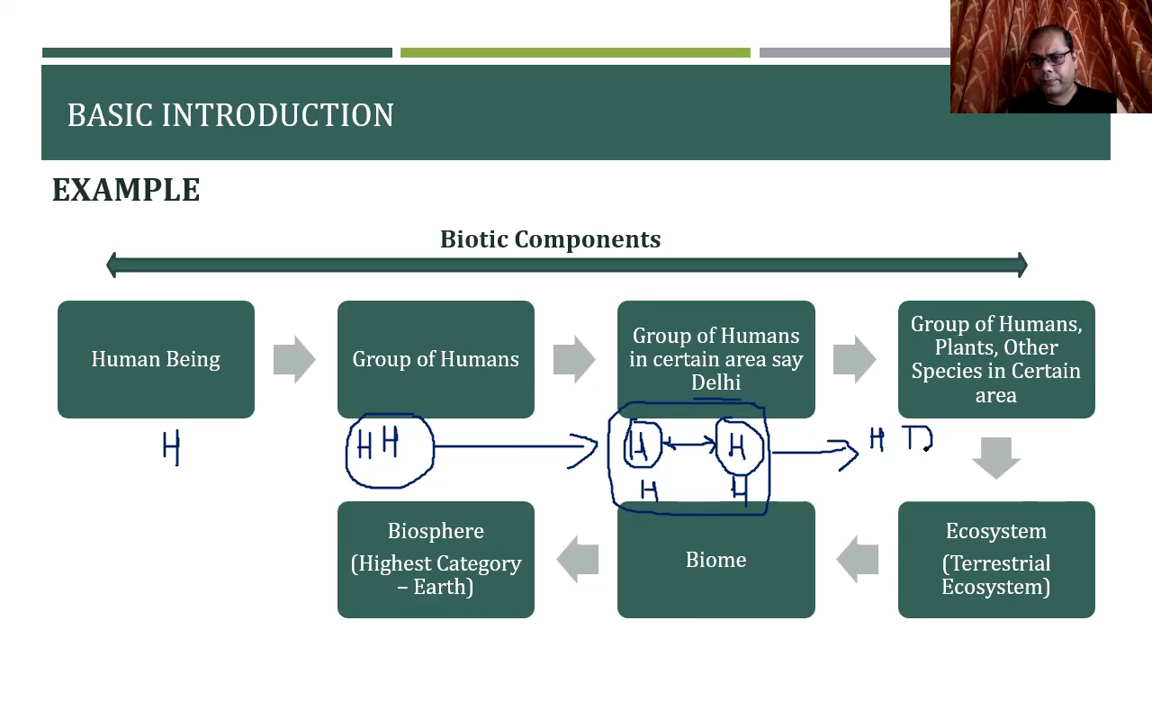 BASIC INTRODUCTION
EXAMPLE
Biotic Components
Human Being
Group of Humans
Group of Humans
in certain area say
Delhi
Group of Humans,
Plants, Other
Species in Certain
area
H
H H
H
H
H
H
H
Biosphere
(Highest Category
– Earth)
Biome
Ecosystem
(Terrestrial
Ecosystem)